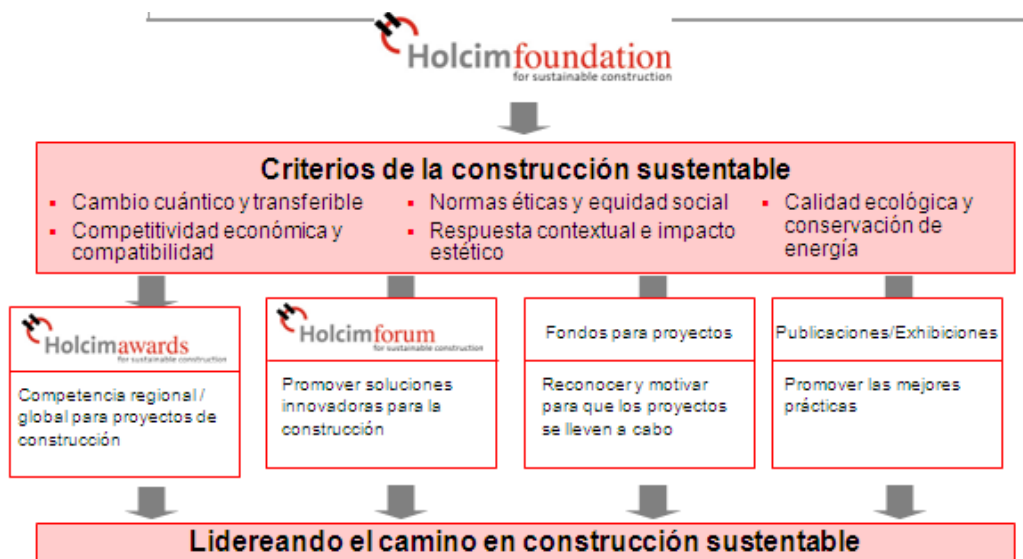 Holcimfoundation
for sustainable construction
Criterios de la construcción sustentable
Cambio cuántico y transferible
Competitividad económica y
compatibilidad
Normas éticas y equidad social
Respuesta contextual e impacto
estético
Calidad ecológica y
conservación de
energía
Holcimawards
for sustainable construction
Competencia regional /
global para proyectos de
construcción
Holcimforum
for sustainable construction
Promover soluciones
innovadoras para la
construcción
Fondos para proyectos
Reconocer y motivar
para que los proyectos
se lleven a cabo
Publicaciones/Exhibiciones
Promover las mejores
prácticas
Lidereando el camino en construcción sustentable